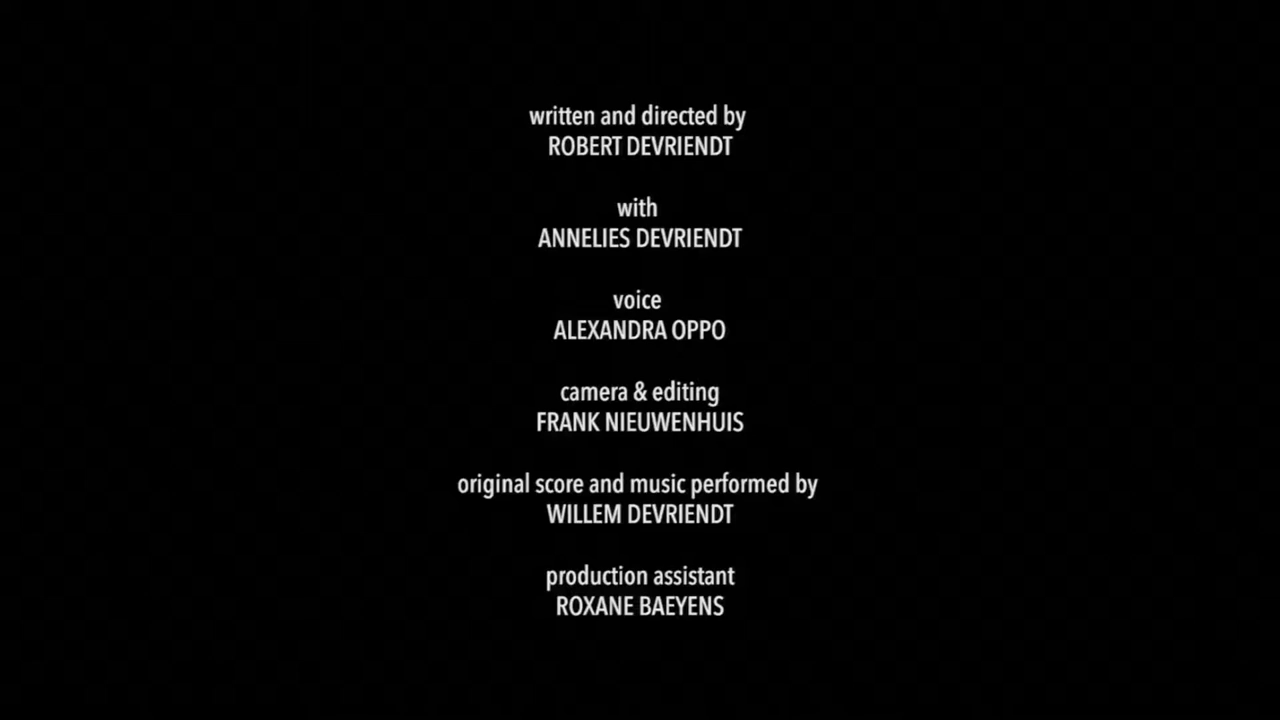 written and directed by
ROBERT DEVRIENDT
with
ANNELIES DEVRIENDT
voice
ALEXANDRA OPPO
camera & editing
FRANK NIEUWENHUIS
original score and music performed by
WILLEM DEVRIENDT
production assistant
ROXANE BAEYENS